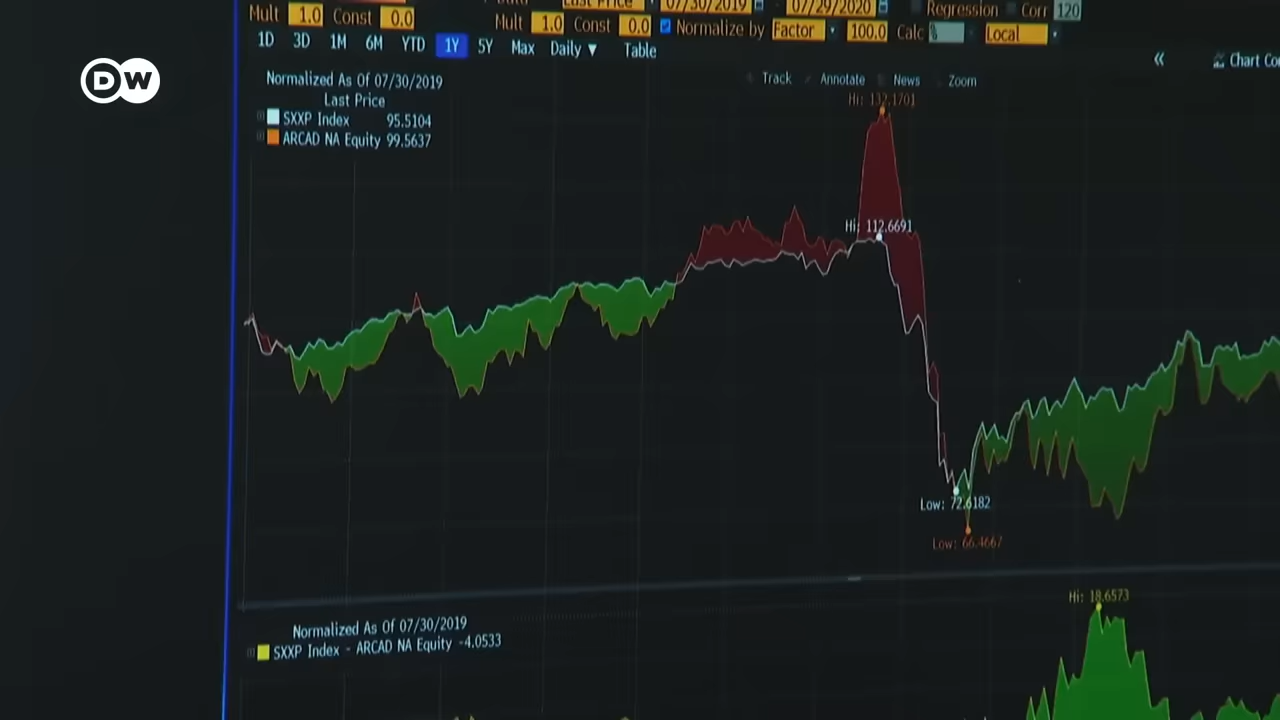 Mult 1.0 Const 0.0 Mult 1.0 Const 0.0 Normalize by Factor 100.0 Calc % Local
Last Price 07/30/2019 - 07/29/2020 Regression Corr 120
1D 3D 1M 6M YTD 1Y 5Y Max Daily ▼ Table « Chart Co
DW
Track Annotate News Zoom
Normalized As Of 07/30/2019
Last Price
SXXP Index 95.5104
ARCAD NA Equity 99.5637
Hi: 132.1701
Hi: 112.6691
Low: 72.6182
Low: 66.4667
Hi: 18.6573
Normalized As Of 07/30/2019
SXXP Index - ARCAD NA Equity -4.0533